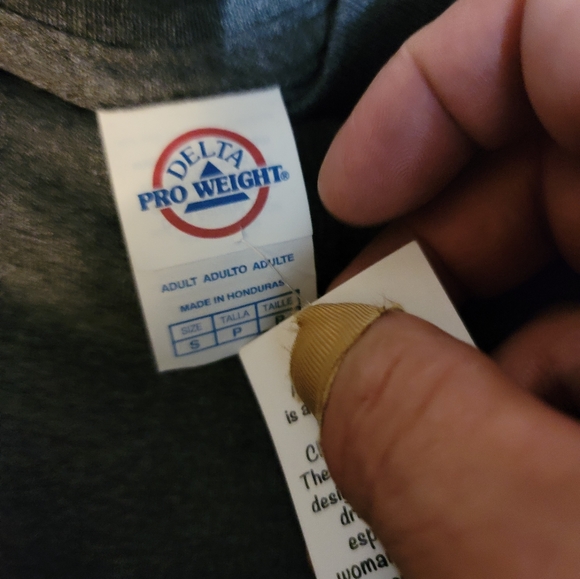 DELTA
PRO WEIGHT®
ADULT ADULTO ADULTE
MADE IN HONDURAS
SIZE TALLA TAILLE
S P P
is a
The
desi
dr
esp
woma